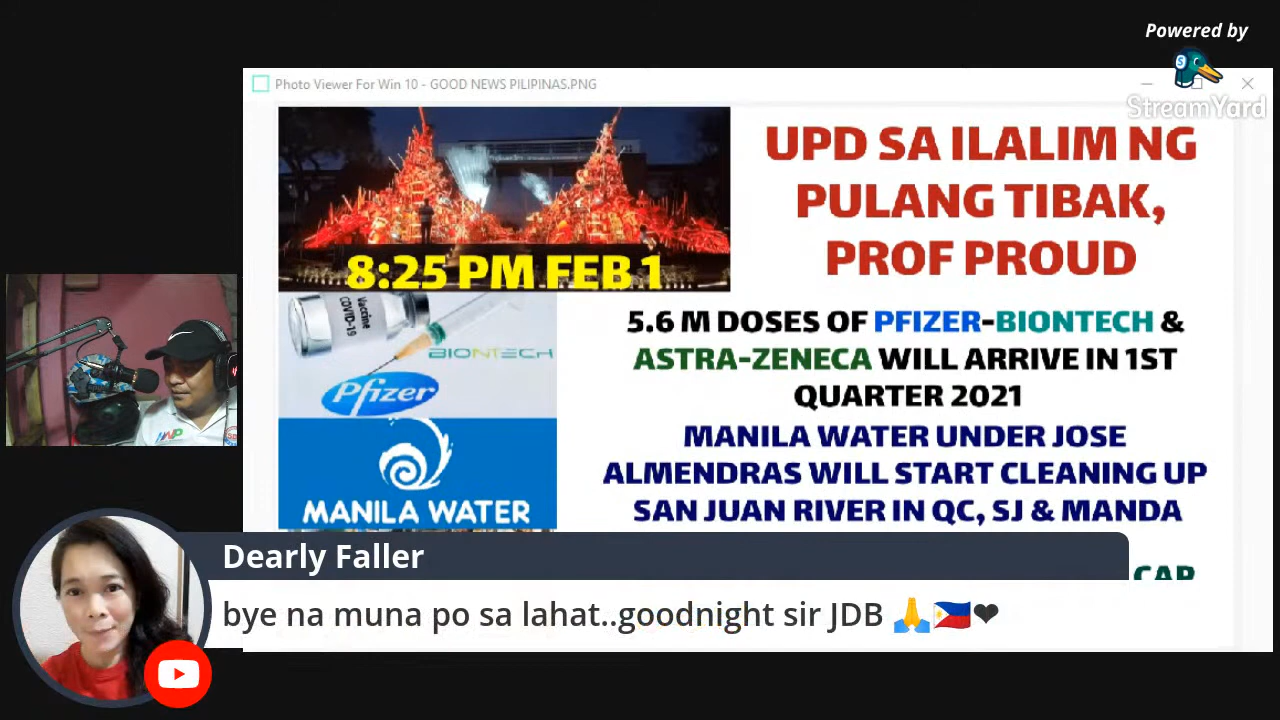 Powered by
StreamYard
Photo Viewer For Win 10 - GOOD NEWS PILIPINAS.PNG
UPD SA ILALIM NG
PULANG TIBAK,
PROF PROUD
8:25 PM FEB 1
Vaccine
COVID-19
BIONTECH
Pfizer
5.6 M DOSES OF PFIZER-BIONTECH &
ASTRA-ZENECA WILL ARRIVE IN 1ST
QUARTER 2021
MANILA WATER
MANILA WATER UNDER JOSE
ALMENDRAS WILL START CLEANING UP
SAN JUAN RIVER IN QC, SJ & MANDA
CAP
Dearly Faller
bye na muna po sa lahat..goodnight sir JDB 🙏🇵🇭❤